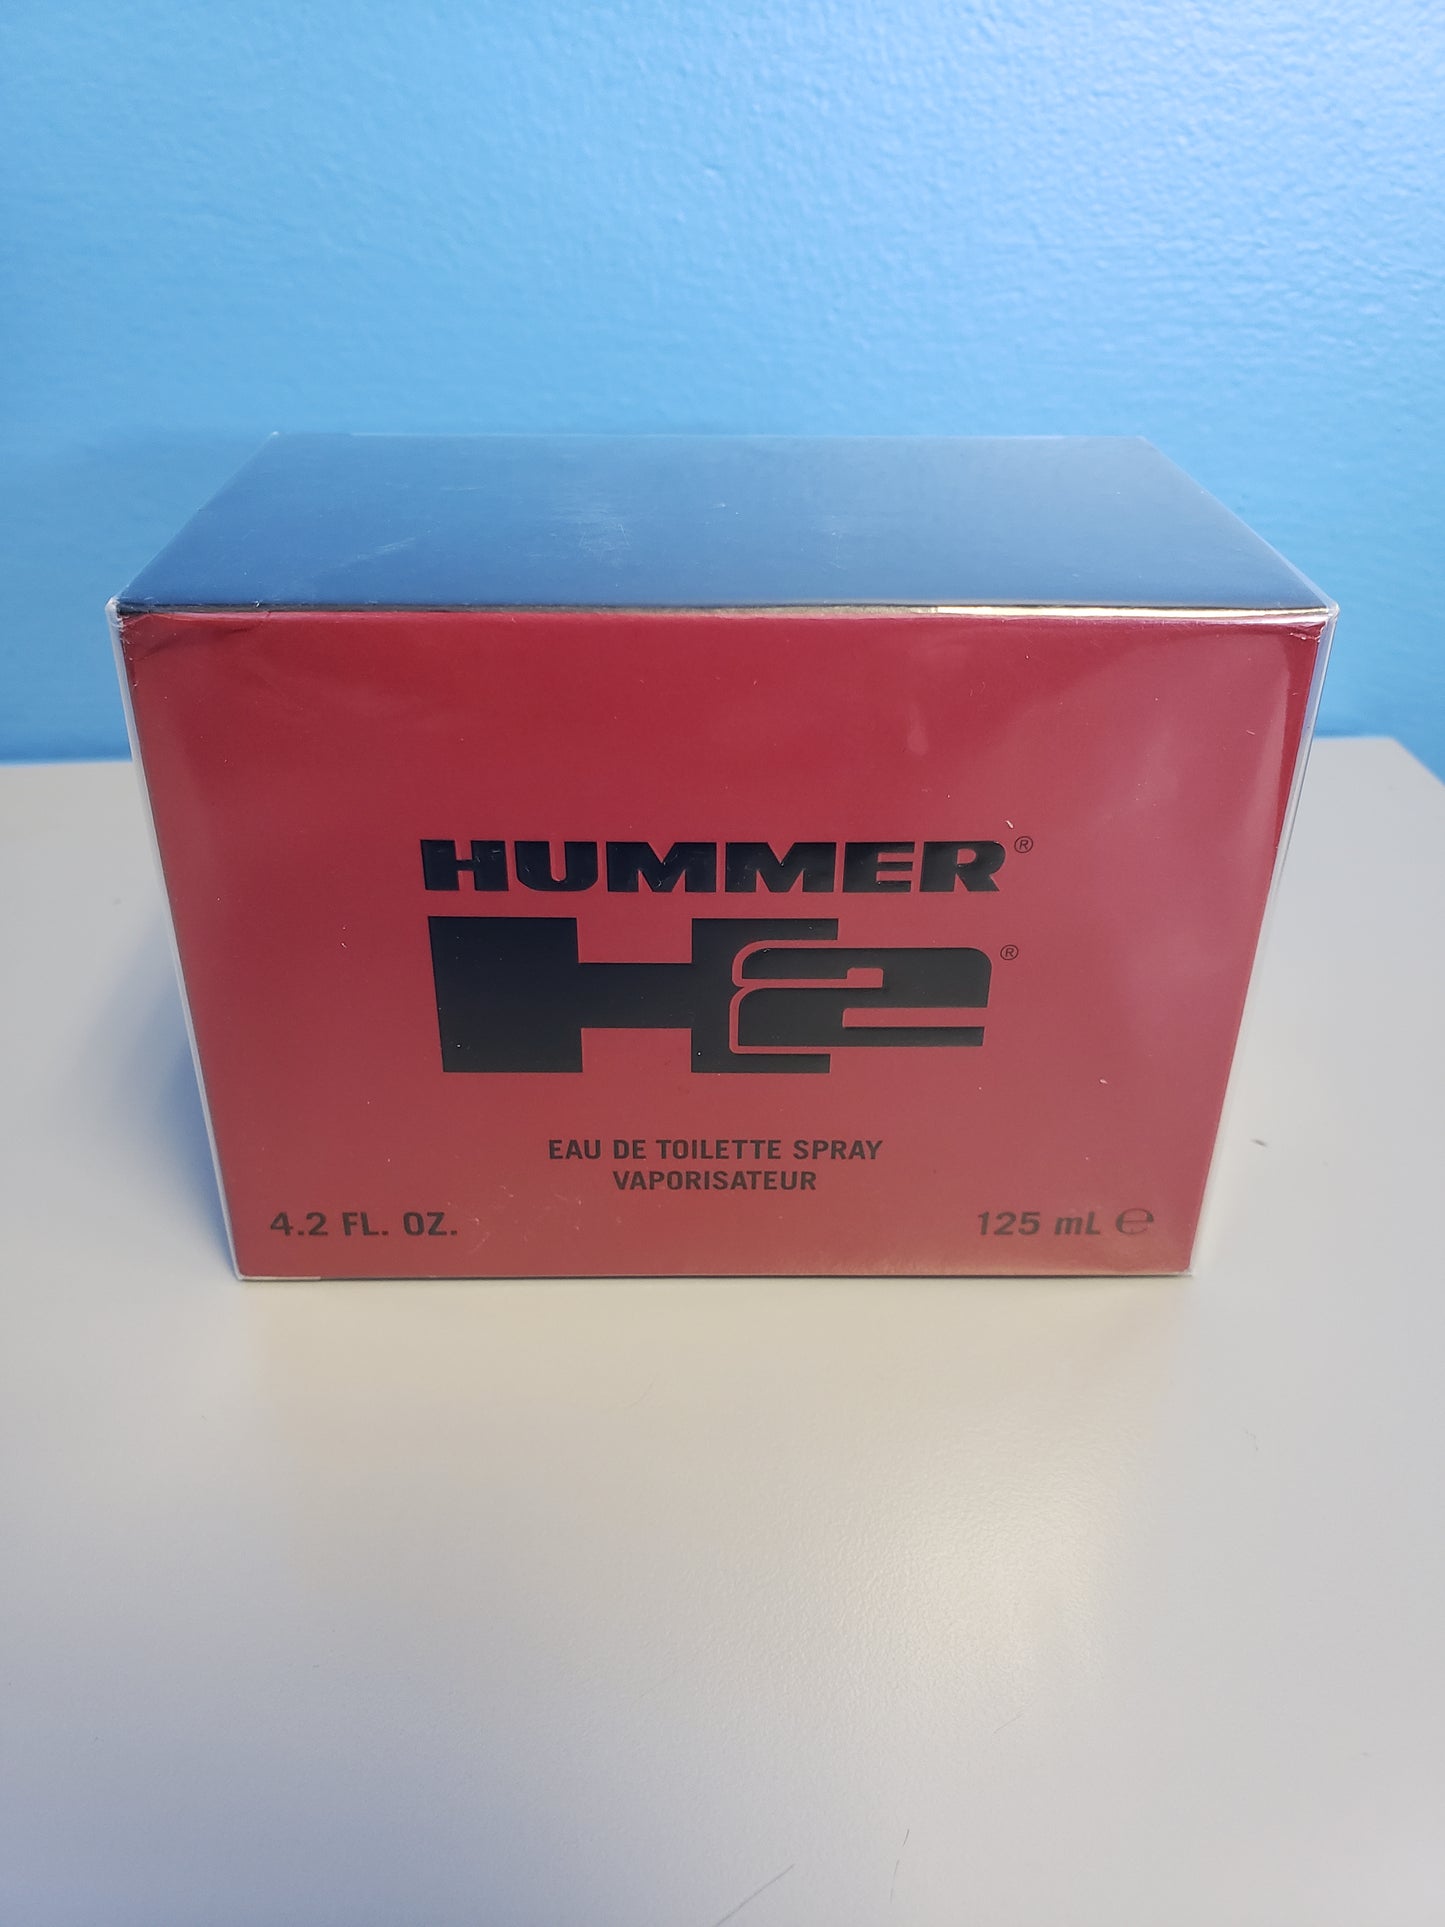 HUMMER®
H2®
EAU DE TOILETTE SPRAY
VAPORISATEUR
4.2 FL. OZ. 125 mL ℮